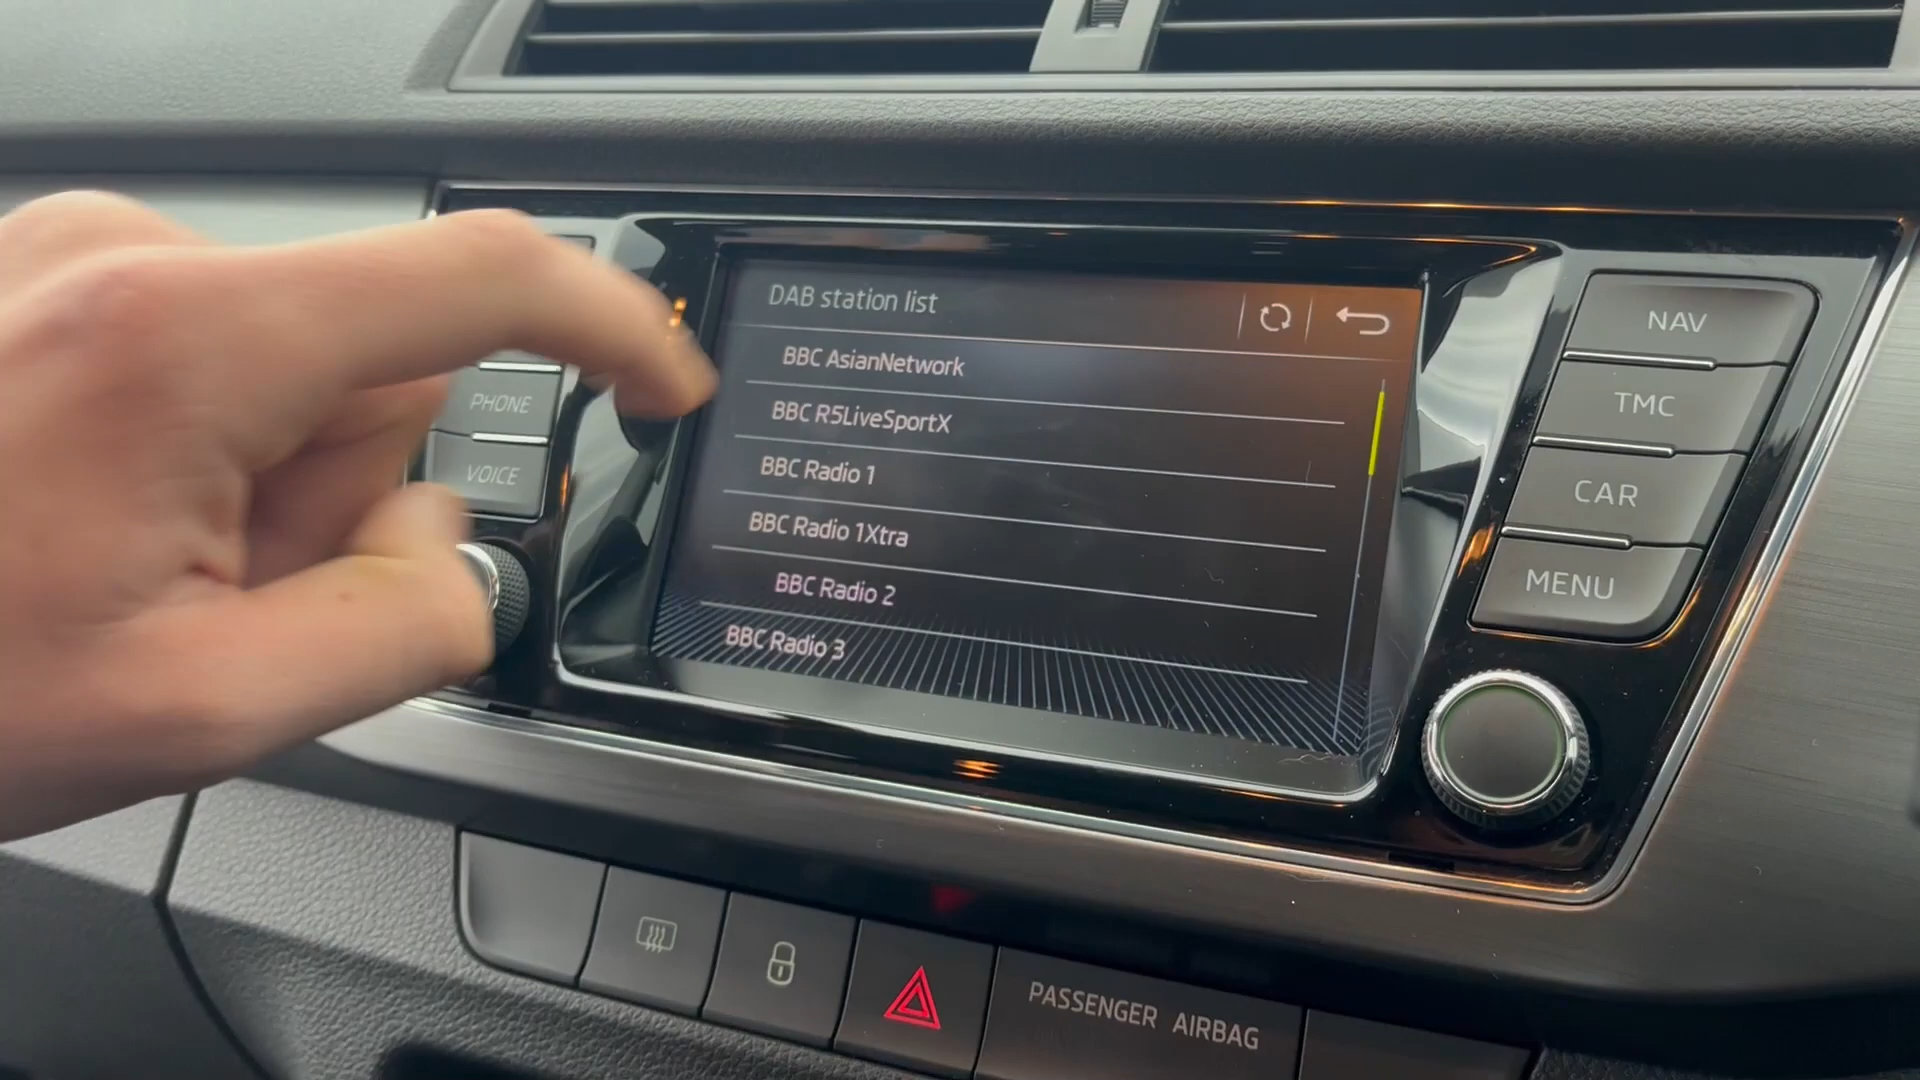 DAB station list
BBC AsianNetwork
BBC R5LiveSportX
BBC Radio 1
BBC Radio 1Xtra
BBC Radio 2
BBC Radio 3
PHONE
VOICE
NAV
TMC
CAR
MENU
PASSENGER AIRBAG